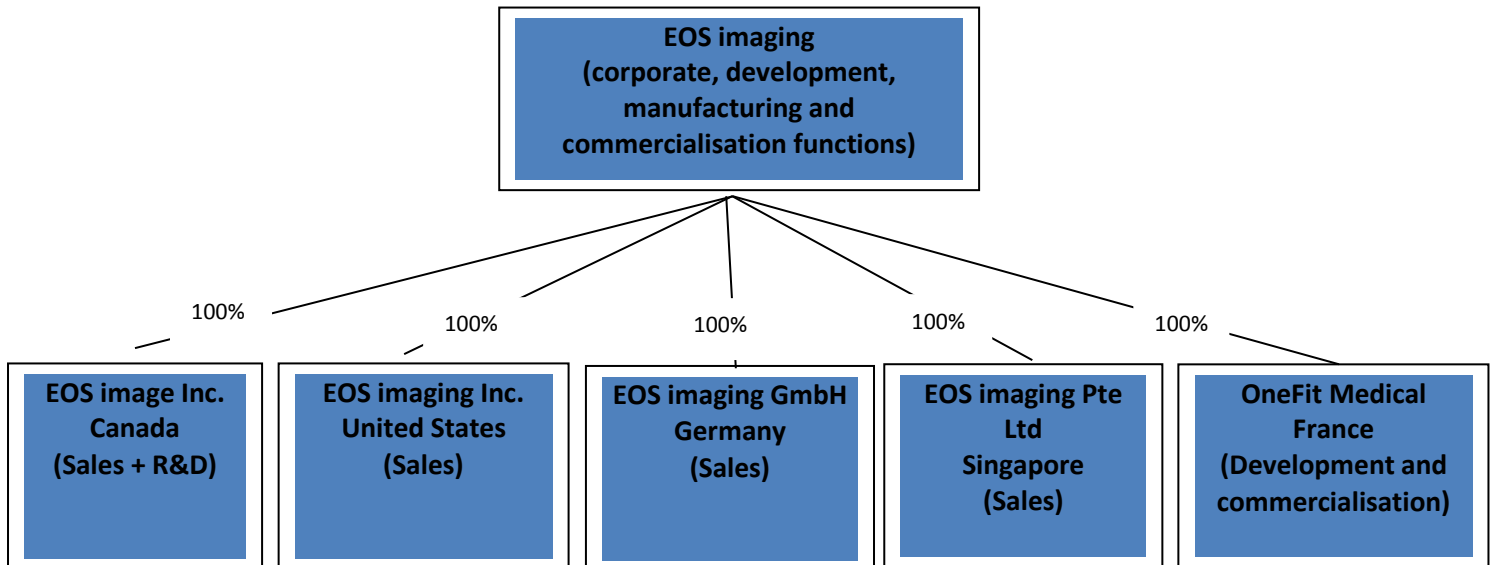 EOS imaging
(corporate, development,
manufacturing and
commercialisation functions)
100%
100%
100%
100%
100%
EOS image Inc.
Canada
(Sales + R&D)
EOS imaging Inc.
United States
(Sales)
EOS imaging GmbH
Germany
(Sales)
EOS imaging Pte
Ltd
Singapore
(Sales)
OneFit Medical
France
(Development and
commercialisation)